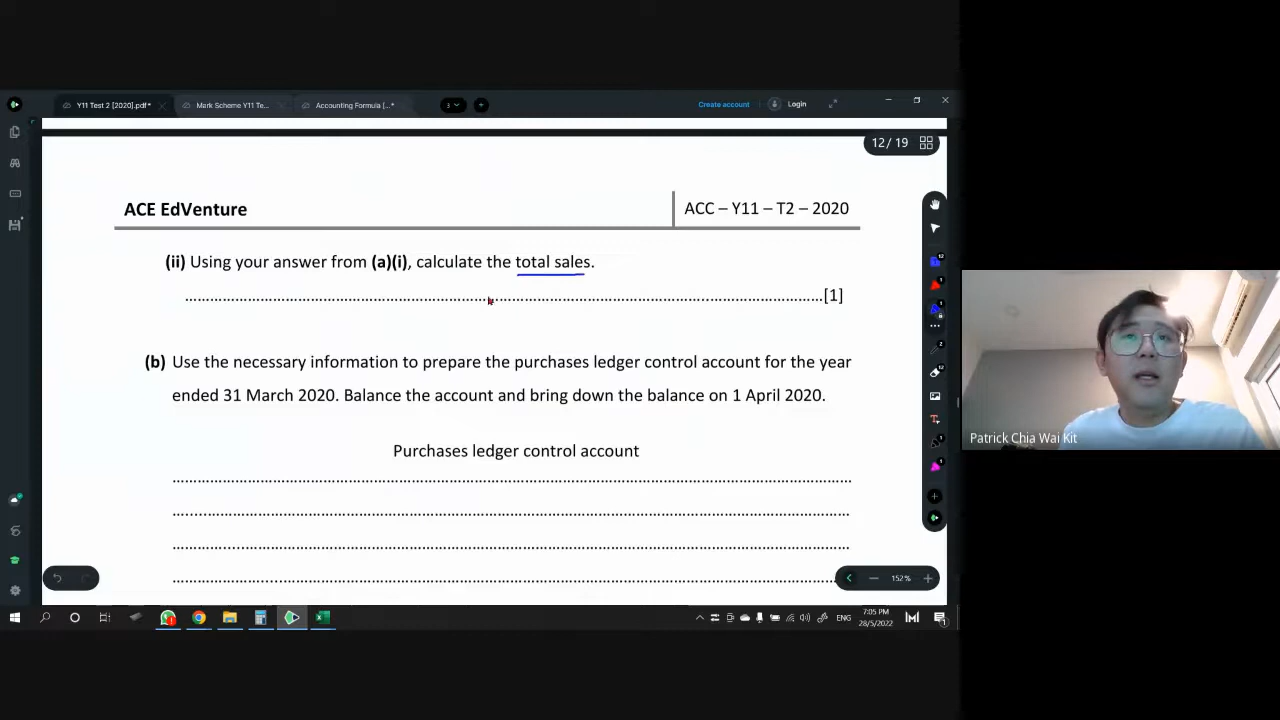 Y11 Test 2 [2020].pdf*
Mark Scheme Y11 Te...
Accounting Formula [...*
3
Create account
Login
12 / 19
ACE EdVenture
ACC – Y11 – T2 – 2020
(ii) Using your answer from (a)(i), calculate the total sales.
[1]
(b) Use the necessary information to prepare the purchases ledger control account for the year
ended 31 March 2020. Balance the account and bring down the balance on 1 April 2020.
Purchases ledger control account
152%
Patrick Chia Wai Kit
ENG
7:05 PM
28/5/2022